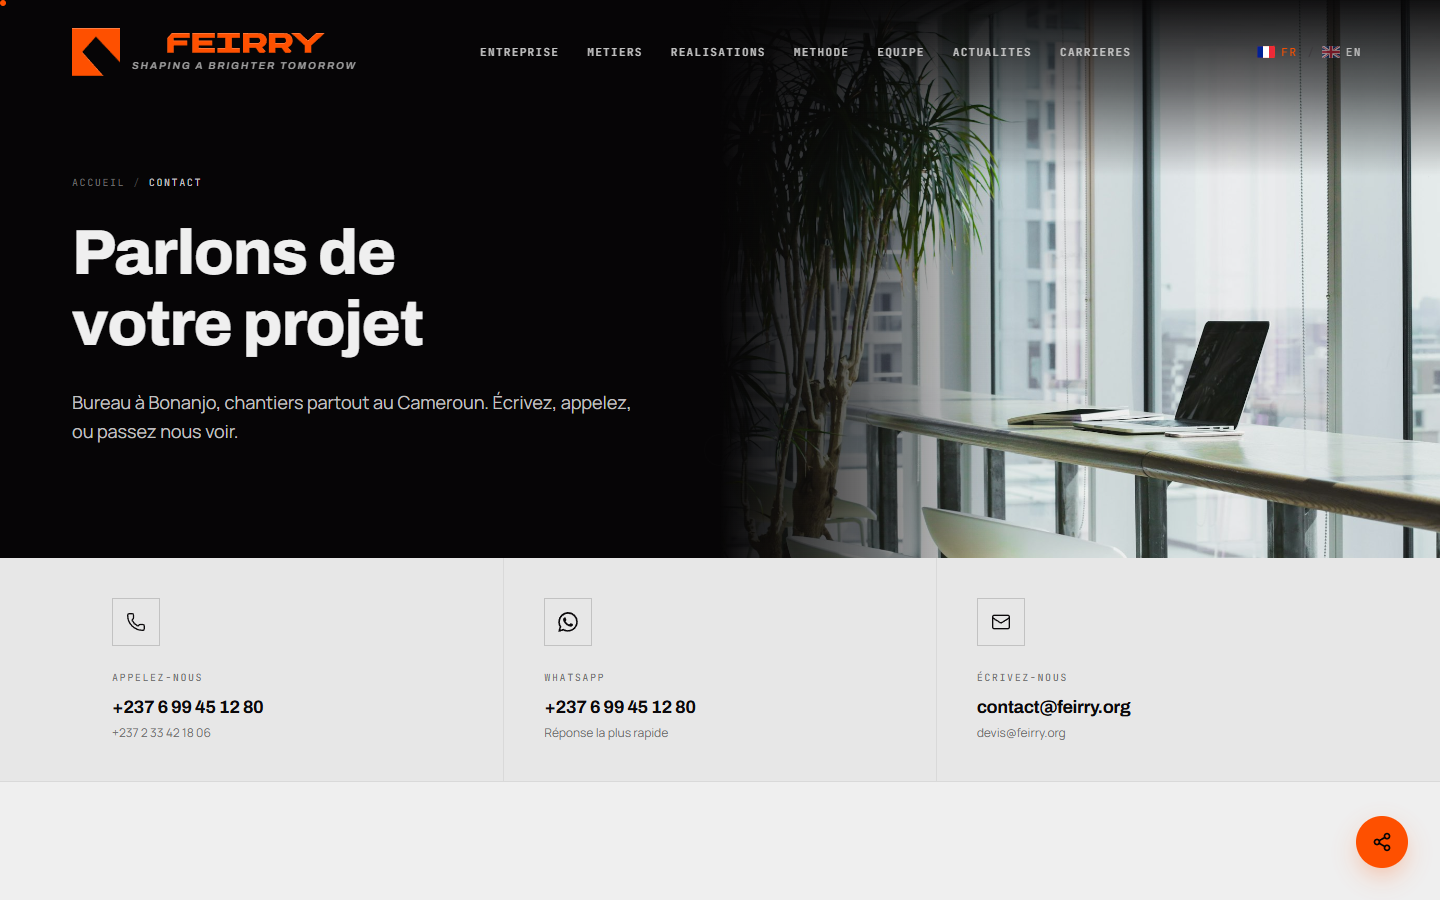 FEIRRY
SHAPING A BRIGHTER TOMORROW
ENTREPRISE METIERS REALISATIONS METHODE EQUIPE ACTUALITES CARRIERES
FR / EN
ACCUEIL / CONTACT
Parlons de
votre projet
Bureau à Bonanjo, chantiers partout au Cameroun. Écrivez, appelez,
ou passez nous voir.
APPELEZ-NOUS
+237 6 99 45 12 80
+237 2 33 42 18 06
WHATSAPP
+237 6 99 45 12 80
Réponse la plus rapide
ÉCRIVEZ-NOUS
contact@feirry.org
devis@feirry.org